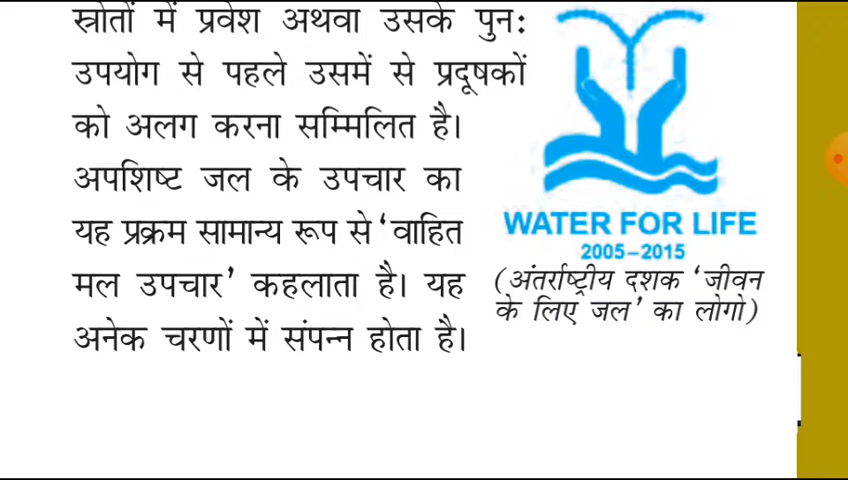 स्रोतों में प्रवेश अथवा उसके पुनः
उपयोग से पहले उसमें से प्रदूषकों
को अलग करना सम्मिलित है।
अपशिष्ट जल के उपचार का
यह प्रक्रम सामान्य रूप से ‘वाहित
मल उपचार’ कहलाता है। यह
अनेक चरणों में संपन्न होता है।
WATER FOR LIFE
2005–2015
(अंतर्राष्ट्रीय दशक ‘जीवन
के लिए जल’ का लोगो)